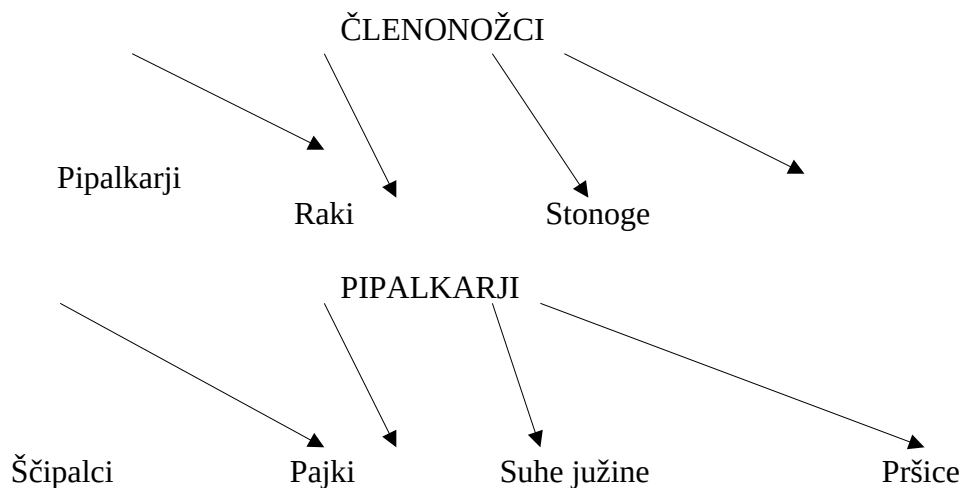 ČLENONOŽCI
Pipalkarji
Raki Stonoge
PIPALKARJI
Ščipalci Pajki Suhe južine Pršice